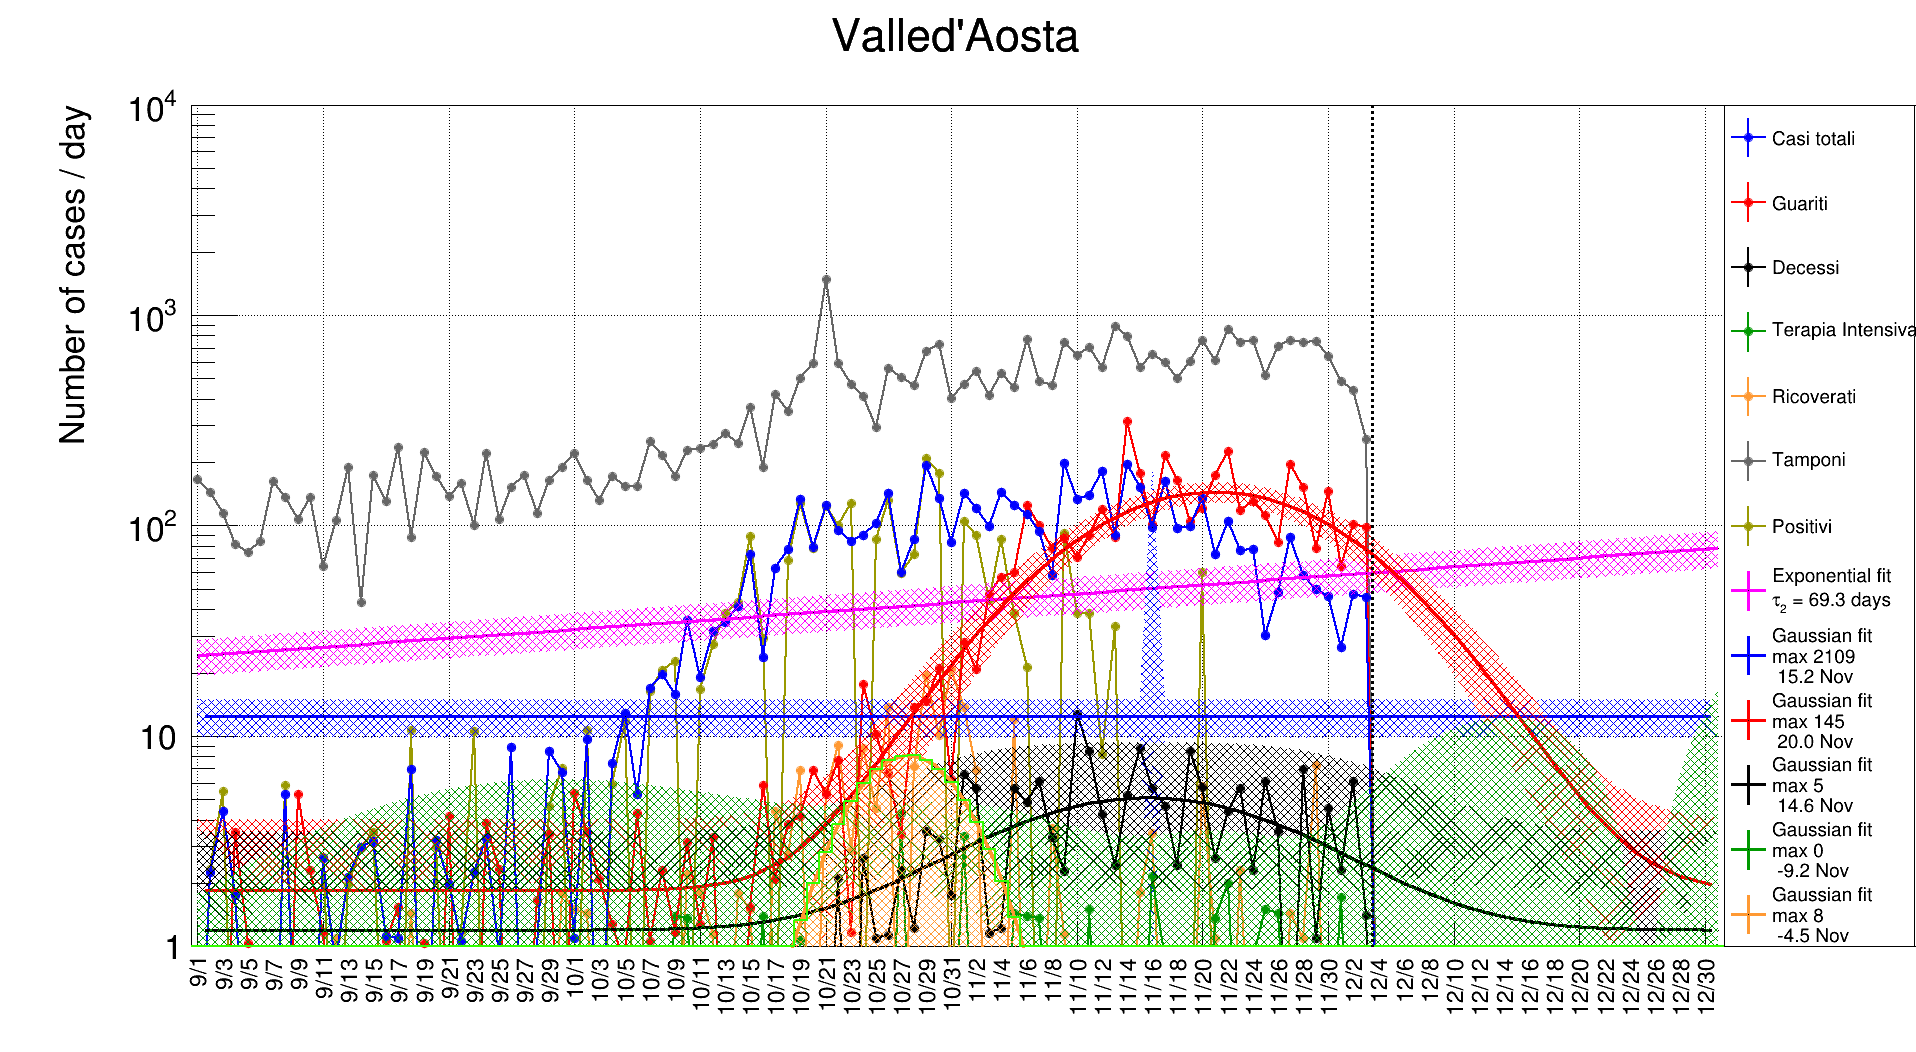 Valled'Aosta
Number of cases / day
10⁴
10³
10²
10
1
9/1 9/3 9/5 9/7 9/9 9/11 9/13 9/15 9/17 9/19 9/21 9/23 9/25 9/27 9/29 10/1 10/3 10/5 10/7 10/9 10/11 10/13 10/15 10/17 10/19 10/21 10/23 10/25 10/27 10/29 10/31 11/2 11/4 11/6 11/8 11/10 11/12 11/14 11/16 11/18 11/20 11/22 11/24 11/26 11/28 11/30 12/2 12/4 12/6 12/8 12/10 12/12 12/14 12/16 12/18 12/20 12/22 12/24 12/26 12/28 12/30
Casi totali
Guariti
Decessi
Terapia Intensiva
Ricoverati
Tamponi
Positivi
Exponential fit
τ₂ = 69.3 days
Gaussian fit
max 2109
15.2 Nov
Gaussian fit
max 145
20.0 Nov
Gaussian fit
max 5
14.6 Nov
Gaussian fit
max 0
-9.2 Nov
Gaussian fit
max 8
-4.5 Nov